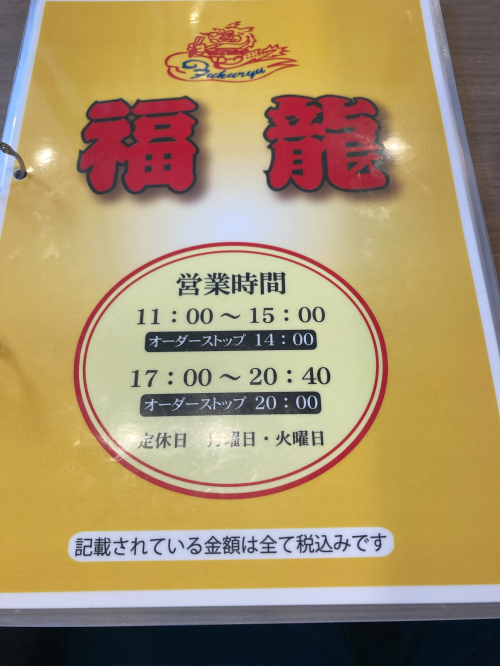 Fukuryu
福龍
営業時間
11：00～15：00
オーダーストップ 14：00
17：00～20：40
オーダーストップ 20：00
定休日　月曜日・火曜日
記載されている金額は全て税込みです